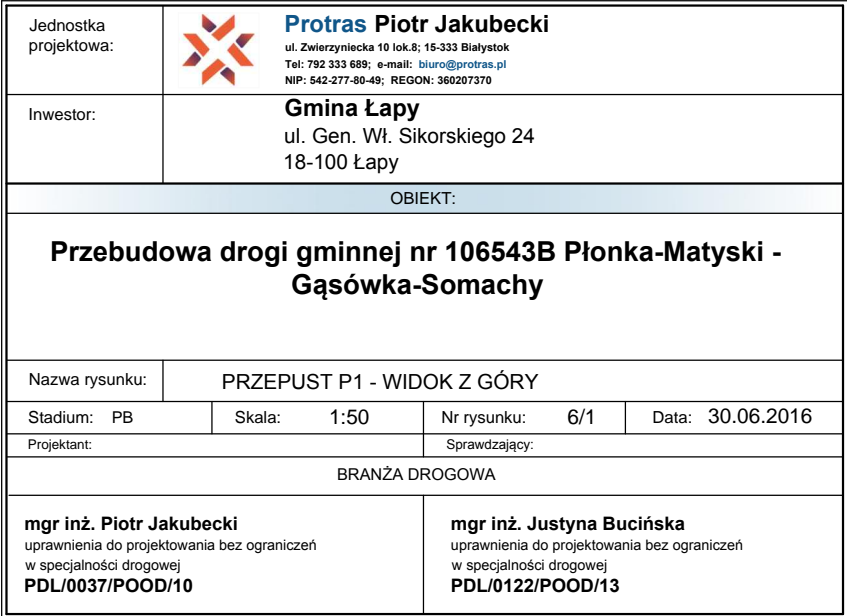 Jednostka
projektowa:
Protras Piotr Jakubecki
ul. Zwierzyniecka 10 lok.8; 15-333 Białystok
Tel: 792 333 689; e-mail: biuro@protras.pl
NIP: 542-277-80-49; REGON: 360207370
Inwestor:
Gmina Łapy
ul. Gen. Wł. Sikorskiego 24
18-100 Łapy
OBIEKT:
Przebudowa drogi gminnej nr 106543B Płonka-Matyski -
Gąsówka-Somachy
Nazwa rysunku: PRZEPUST P1 - WIDOK Z GÓRY
Stadium: PB Skala: 1:50 Nr rysunku: 6/1 Data: 30.06.2016
Projektant: Sprawdzający:
BRANŻA DROGOWA
mgr inż. Piotr Jakubecki
uprawnienia do projektowania bez ograniczeń
w specjalności drogowej
PDL/0037/POOD/10
mgr inż. Justyna Bucińska
uprawnienia do projektowania bez ograniczeń
w specjalności drogowej
PDL/0122/POOD/13